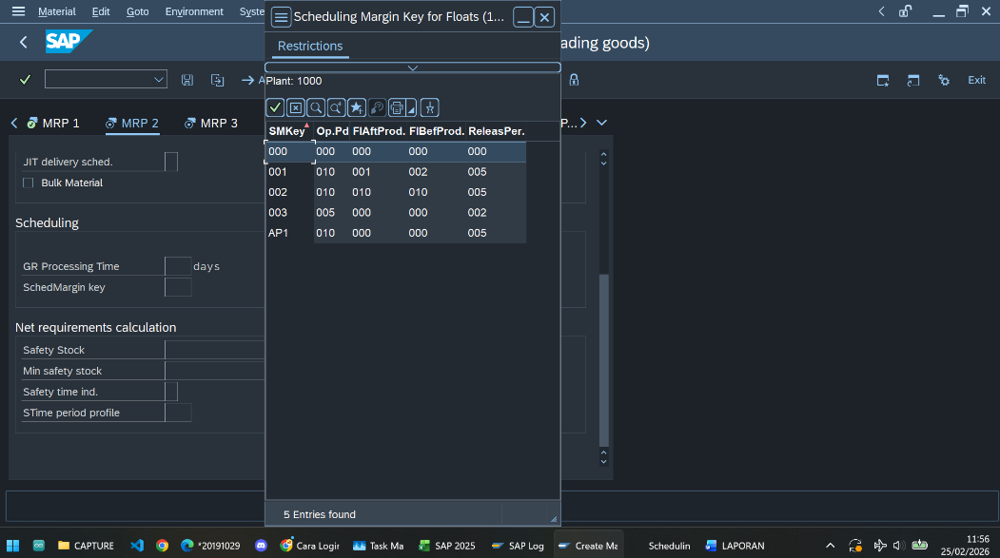 Material Edit Goto Environment Syste
Scheduling Margin Key for Floats (1...
SAP
Restrictions
ading goods)
Plant: 1000
A
Exit
MRP 1 MRP 2 MRP 3 P...
SMKey Op.Pd FlAftProd. FlBefProd. ReleasPer.
000 000 000 000 000
001 010 001 002 005
002 010 010 010 005
003 005 000 000 002
AP1 010 000 000 005
JIT delivery sched.
Bulk Material
Scheduling
GR Processing Time days
SchedMargin key
Net requirements calculation
Safety Stock
Min safety stock
Safety time ind.
STime period profile
5 Entries found
CAPTURE *20191029 Cara Logir Task Ma SAP 2025 SAP Log Create Ma Schedulin LAPORAN
11:56
25/02/2026